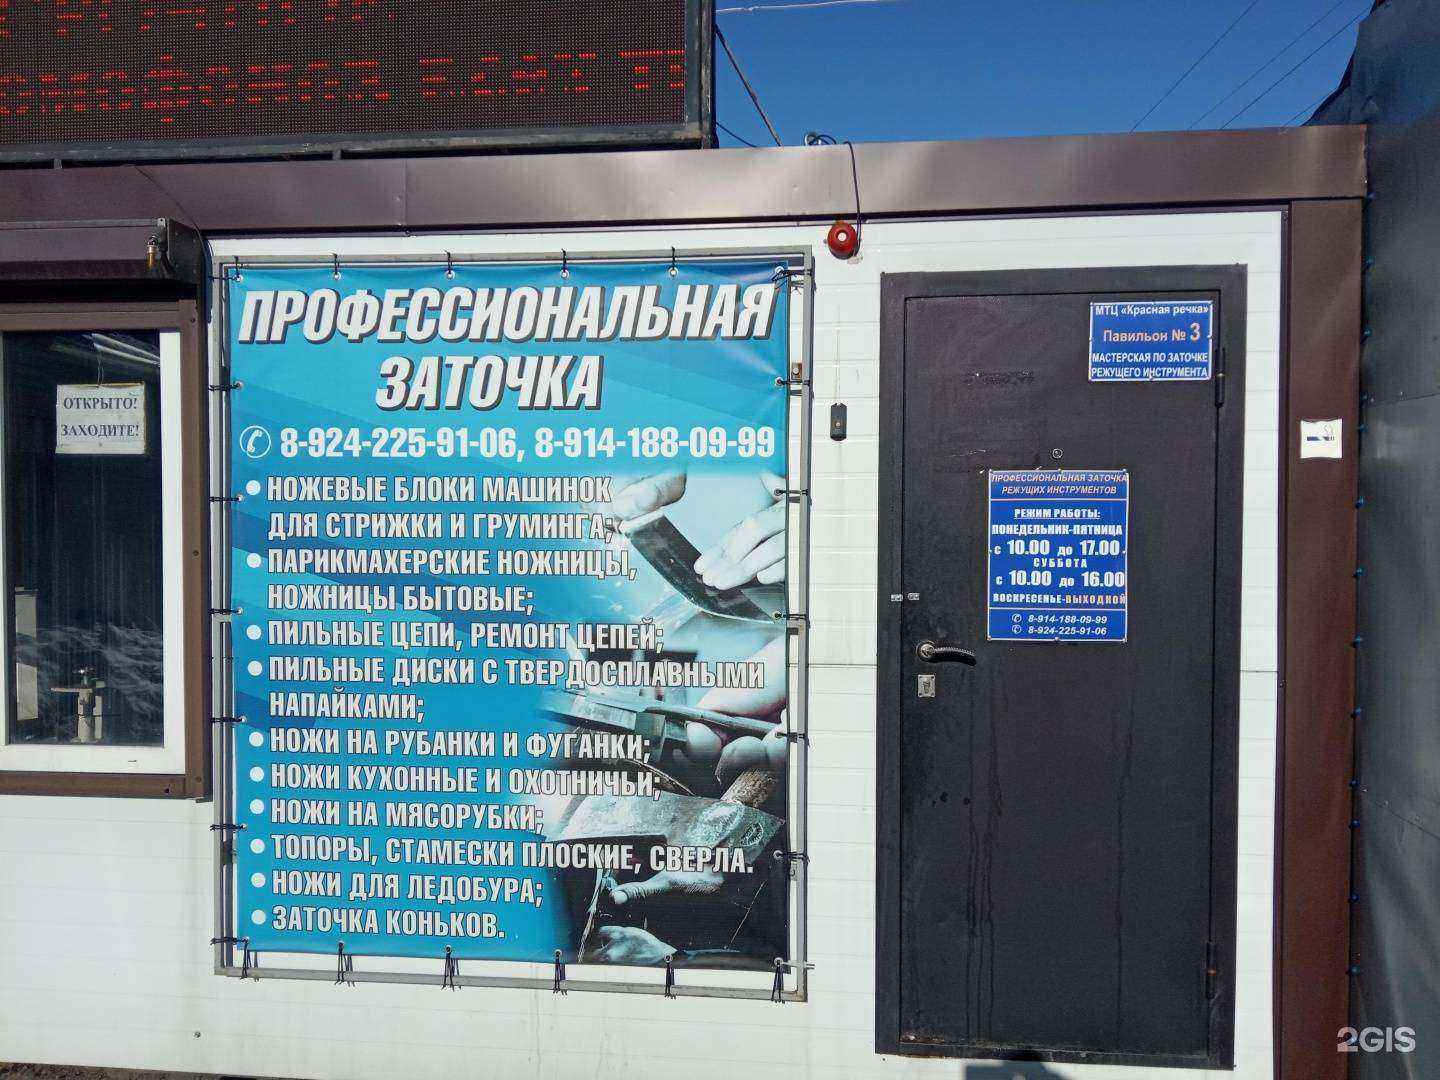 ПРОФЕССИОНАЛЬНАЯ
ЗАТОЧКА
8-924-225-91-06, 8-914-188-09-99
• НОЖЕВЫЕ БЛОКИ МАШИНОК
ДЛЯ СТРИЖКИ И ГРУМИНГА;
• ПАРИКМАХЕРСКИЕ НОЖНИЦЫ,
НОЖНИЦЫ БЫТОВЫЕ;
• ПИЛЬНЫЕ ЦЕПИ, РЕМОНТ ЦЕПЕЙ;
• ПИЛЬНЫЕ ДИСКИ С ТВЕРДОСПЛАВНЫМИ
НАПАЙКАМИ;
• НОЖИ НА РУБАНКИ И ФУГАНКИ;
• НОЖИ КУХОННЫЕ И ОХОТНИЧЬИ;
• НОЖИ НА МЯСОРУБКИ;
• ТОПОРЫ, СТАМЕСКИ ПЛОСКИЕ, СВЕРЛА.
• НОЖИ ДЛЯ ЛЕДОБУРА;
• ЗАТОЧКА КОНЬКОВ.
ОТКРЫТО!
ЗАХОДИТЕ!
МТЦ «Красная речка»
Павильон № 3
МАСТЕРСКАЯ ПО ЗАТОЧКЕ
РЕЖУЩЕГО ИНСТРУМЕНТА
ПРОФЕССИОНАЛЬНАЯ ЗАТОЧКА
РЕЖУЩИХ ИНСТРУМЕНТОВ
РЕЖИМ РАБОТЫ:
ПОНЕДЕЛЬНИК-ПЯТНИЦА
с 10.00 до 17.00
СУББОТА
с 10.00 до 16.00
ВОСКРЕСЕНЬЕ-ВЫХОДНОЙ
8-914-188-09-99
8-924-225-91-06
2GIS